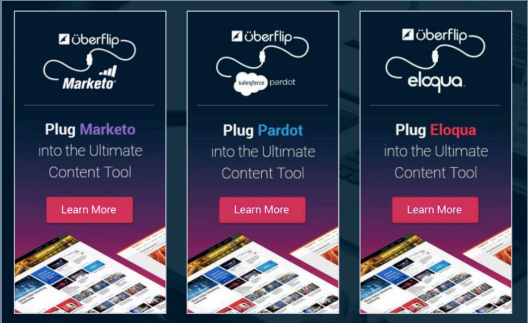 überflip
Marketo
Plug Marketo
into the Ultimate
Content Tool
Learn More
überflip
salesforce pardot
Plug Pardot
into the Ultimate
Content Tool
Learn More
überflip
eloqua
Plug Eloqua
into the Ultimate
Content Tool
Learn More